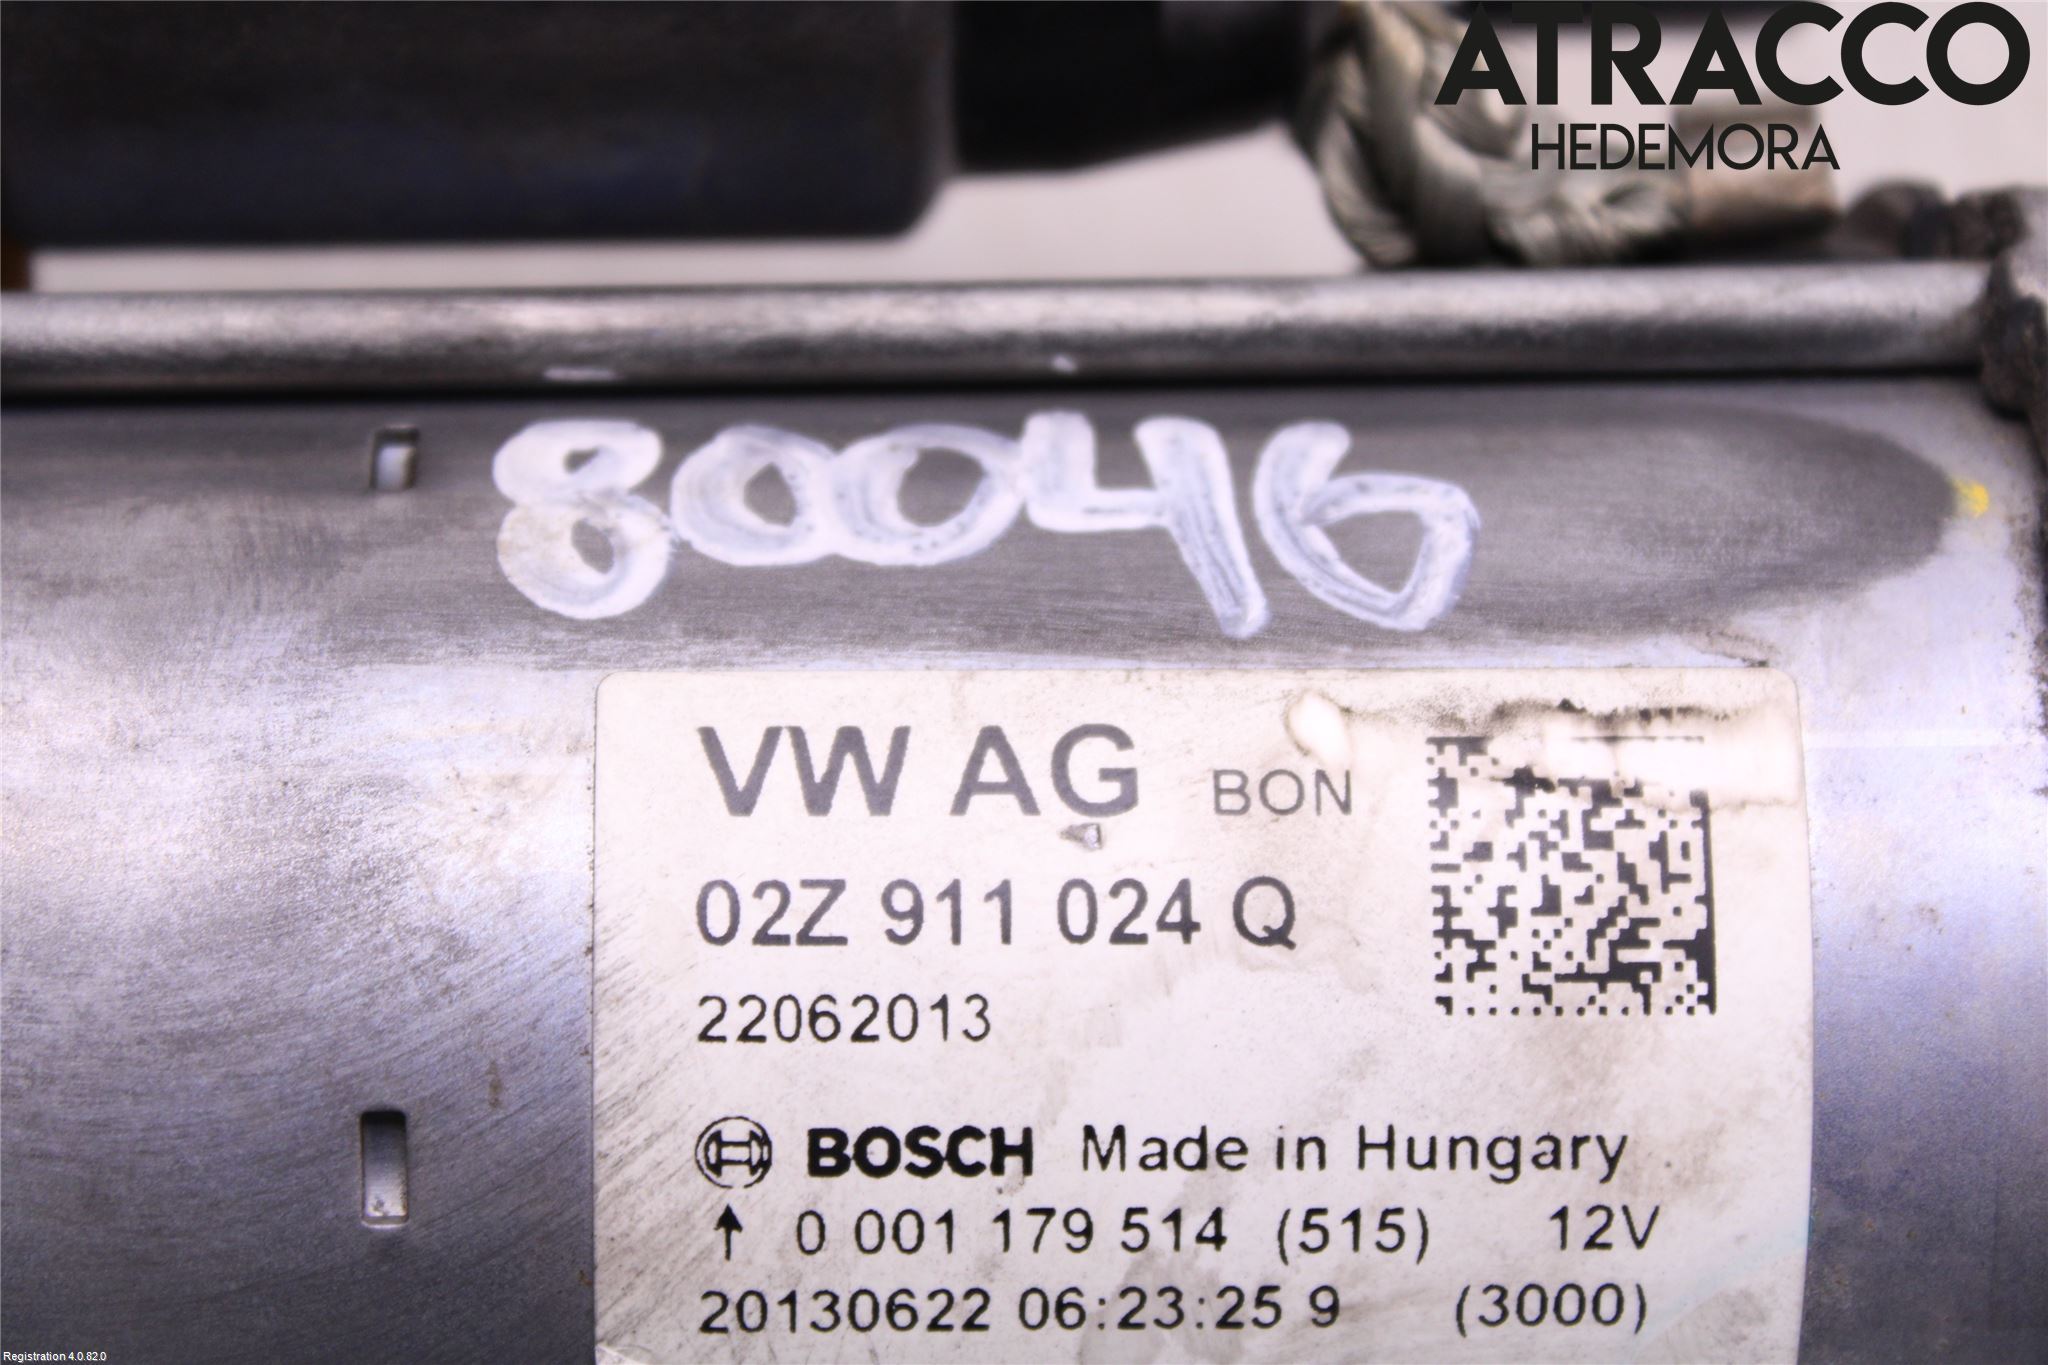 ATRACCO
HEDEMORA
80046
VW AG BON
02Z 911 024 Q
22062013
BOSCH Made in Hungary
↑ 0 001 179 514 (515) 12V
20130622 06:23:25 9 (3000)
Registration 4.0.82.0